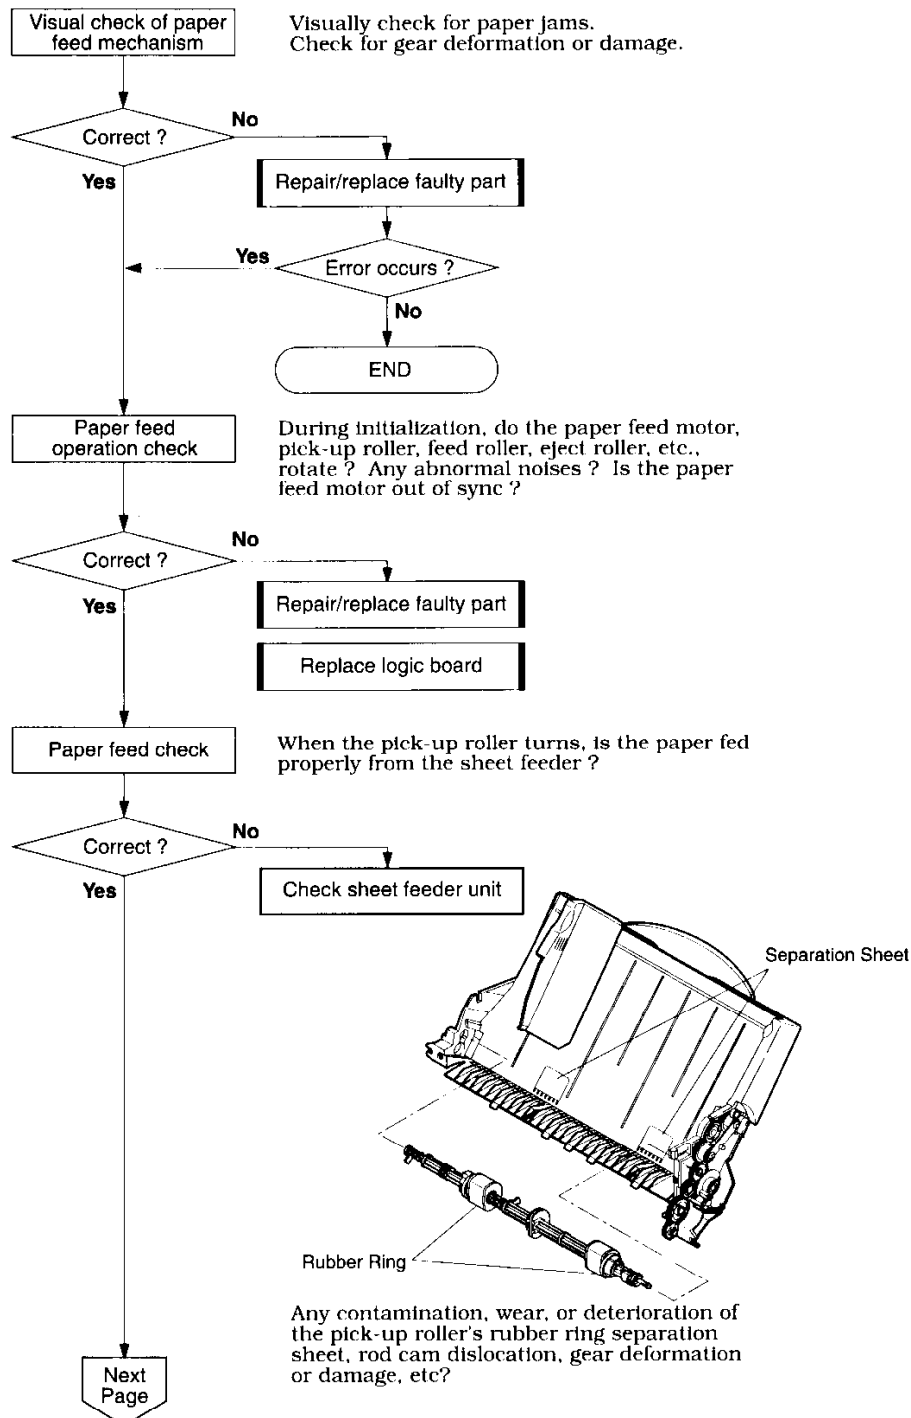 Visual check of paper
feed mechanism
Visually check for paper jams.
Check for gear deformation or damage.
Correct ?
No
Yes
Repair/replace faulty part
Yes
Error occurs ?
No
END
Paper feed
operation check
During initialization, do the paper feed motor,
pick-up roller, feed roller, eject roller, etc.,
rotate ? Any abnormal noises ? Is the paper
feed motor out of sync ?
Correct ?
No
Yes
Repair/replace faulty part
Replace logic board
Paper feed check
When the pick-up roller turns, is the paper fed
properly from the sheet feeder ?
Correct ?
No
Yes
Check sheet feeder unit
Separation Sheet
Rubber Ring
Any contamination, wear, or deterioration of
the pick-up roller's rubber ring separation
sheet, rod cam dislocation, gear deformation
or damage, etc?
Next
Page